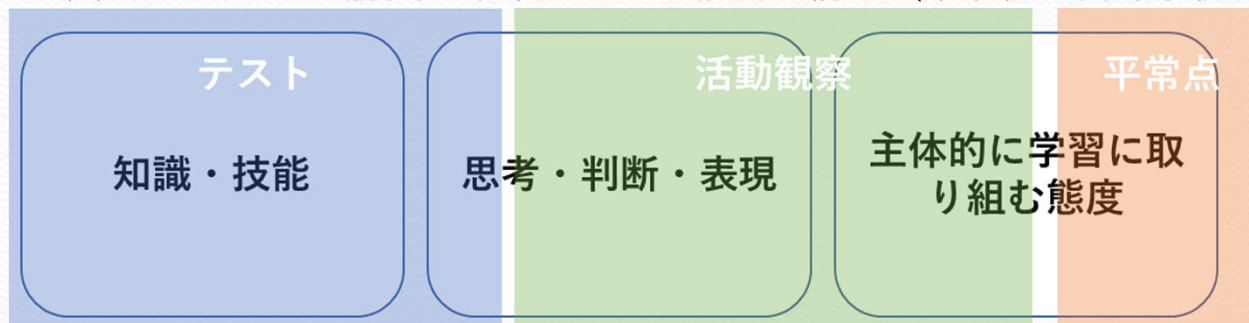 テスト
活動観察
平常点
知識・技能
思考・判断・表現
主体的に学習に取
り組む態度